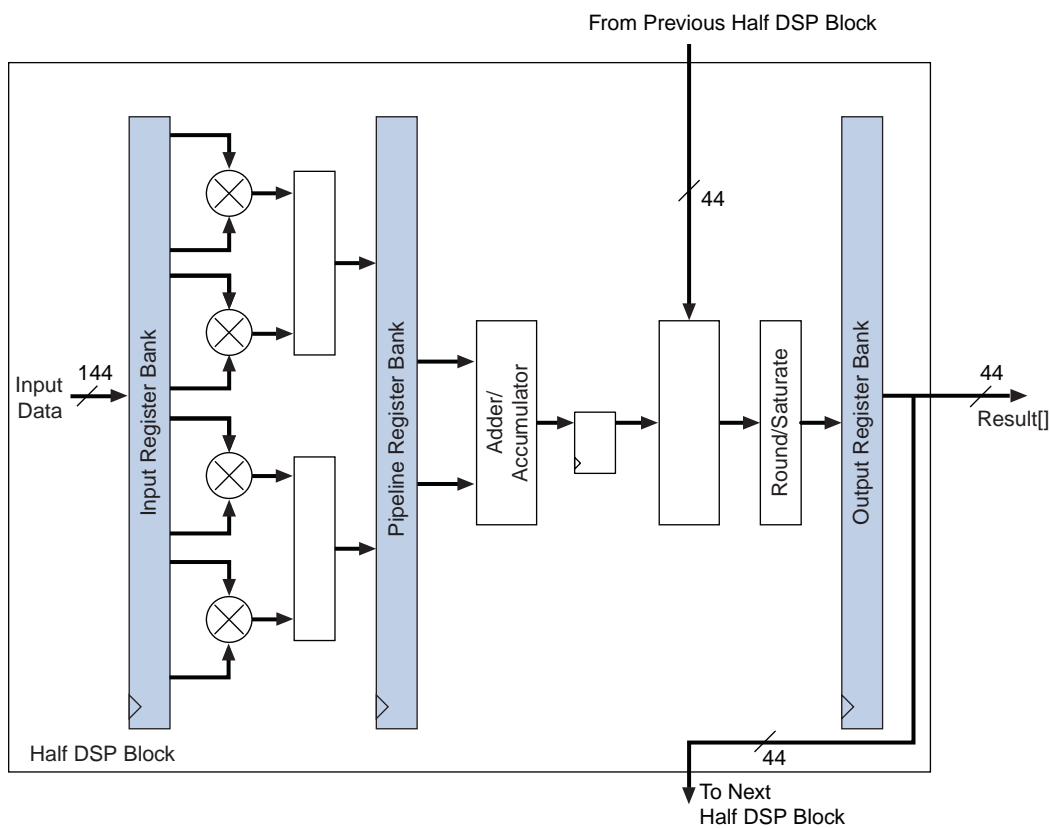 From Previous Half DSP Block
44
Input Data
144
Input Register Bank
Pipeline Register Bank
Adder/
Accumulator
Round/Saturate
Output Register Bank
44
Result[]
Half DSP Block
44
To Next
Half DSP Block